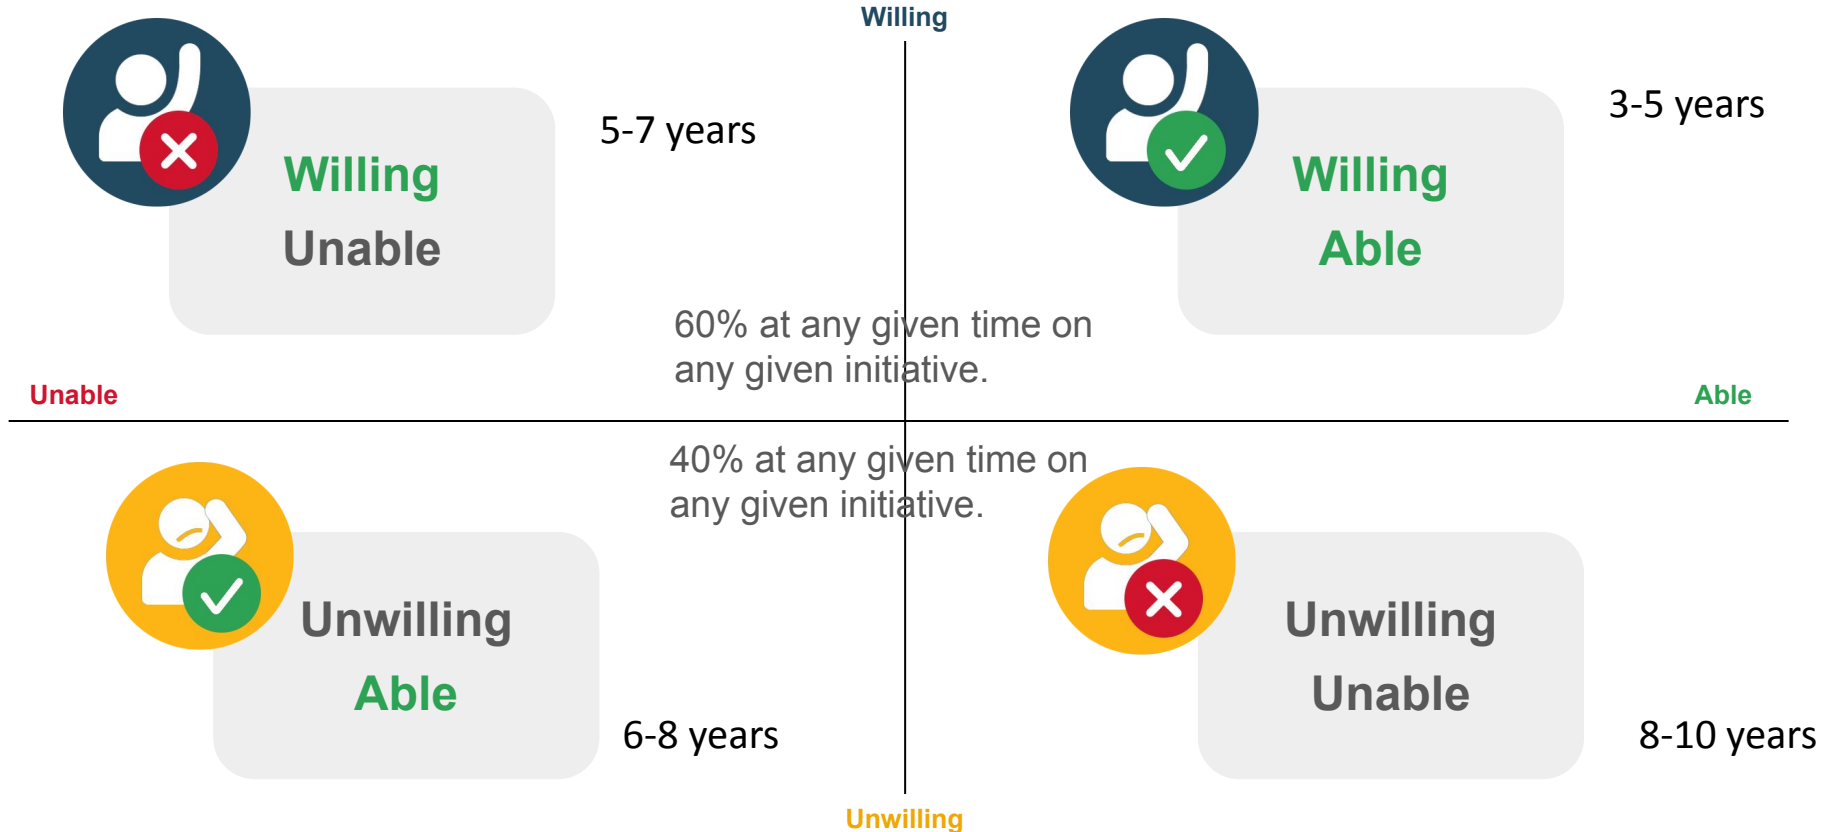 Willing
5-7 years
3-5 years
Willing
Unable
Willing
Able
60% at any given time on
any given initiative.
Unable
Able
40% at any given time on
any given initiative.
Unwilling
Able
Unwilling
Unable
6-8 years
8-10 years
Unwilling